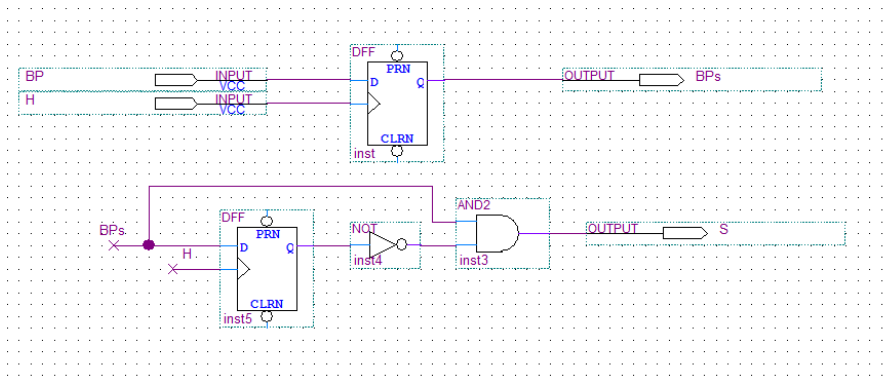 DFF
BP INPUT VCC PRN D Q OUTPUT BPs
H INPUT VCC
CLRN
inst
DFF NOT AND2
BPs PRN D Q OUTPUT S
H
inst4 inst3
CLRN
inst5